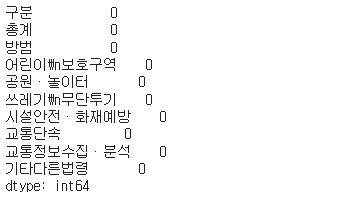 구분          0
총계          0
방범          0
어린이₩n보호구역    0
공원·놀이터       0
쓰레기₩n무단투기    0
시설안전·화재예방    0
교통단속          0
교통정보수집·분석    0
기타다른법령       0
dtype: int64